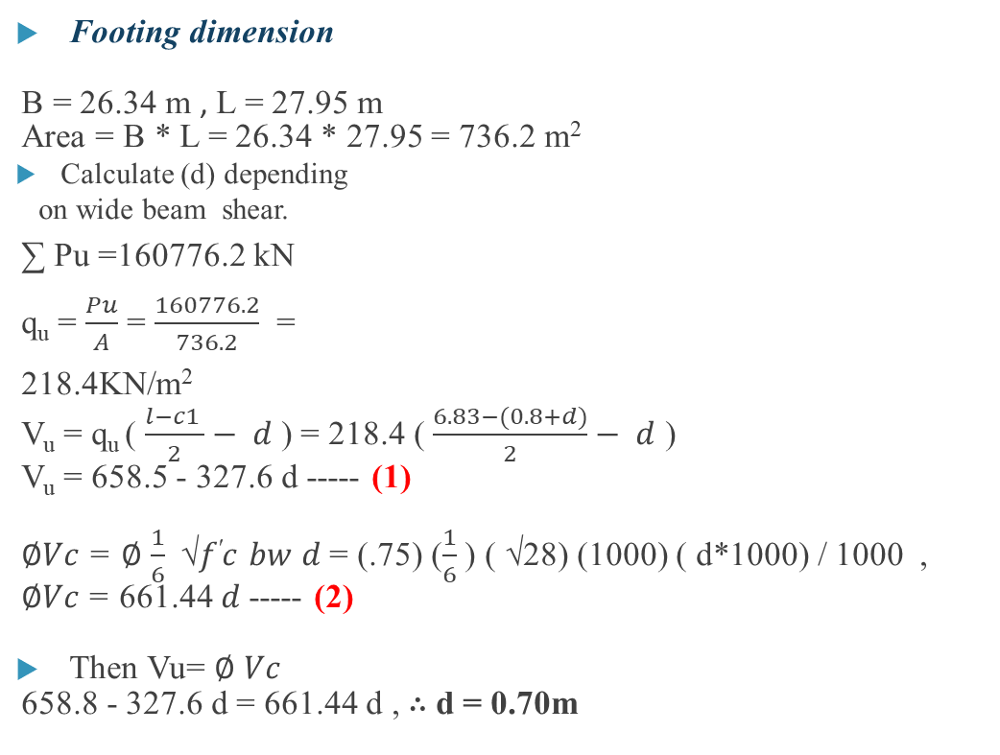 ▶ Footing dimension
B = 26.34 m , L = 27.95 m
Area = B * L = 26.34 * 27.95 = 736.2 m²
▶ Calculate (d) depending
on wide beam shear.
∑ Pu =160776.2 kN
qᵤ = Pu/A = 160776.2/736.2 =
218.4KN/m²
Vᵤ = qᵤ ( (l−c1)/2 − d ) = 218.4 ( (6.83−(0.8+d))/2 − d )
Vᵤ = 658.5 - 327.6 d ----- (1)
∅Vc = ∅ 1/6 √f′c bw d = (.75) (1/6 ) ( √28) (1000) ( d*1000) / 1000 ,
∅Vc = 661.44 d ----- (2)
▶ Then Vu= ∅ Vc
658.8 - 327.6 d = 661.44 d , ∴ d = 0.70m